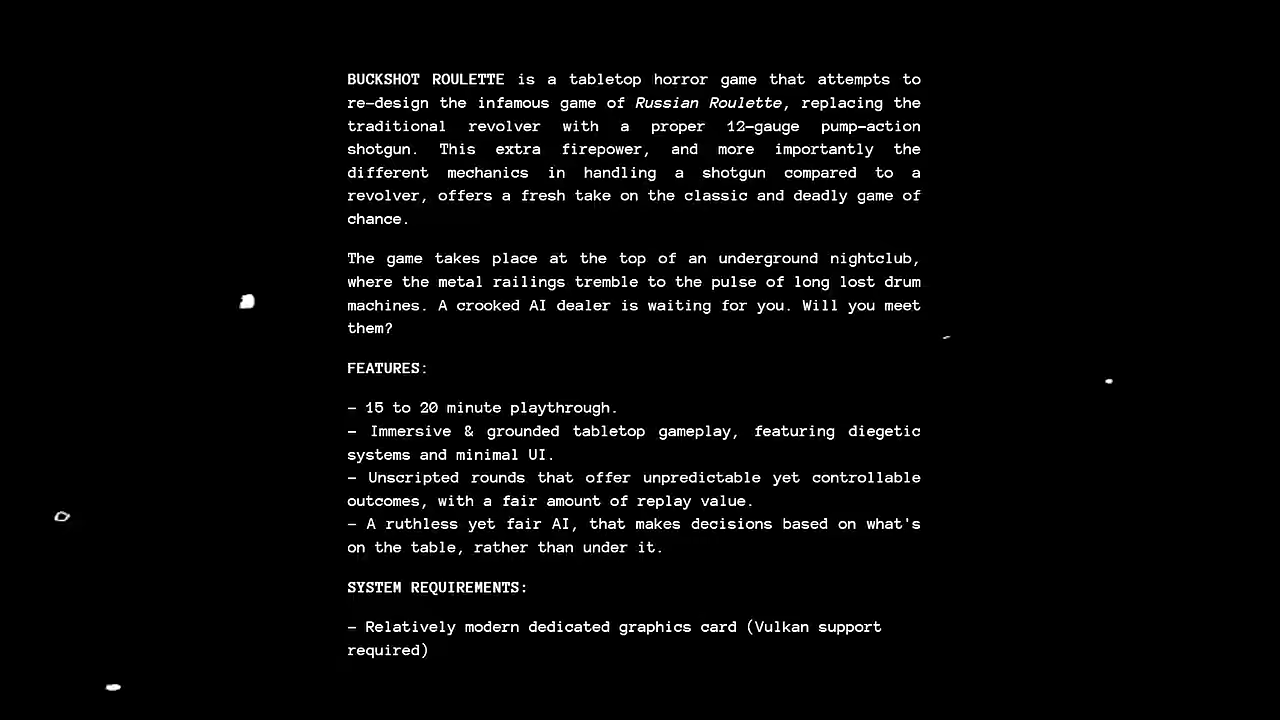 BUCKSHOT ROULETTE is a tabletop horror game that attempts to
re-design the infamous game of Russian Roulette, replacing the
traditional revolver with a proper 12-gauge pump-action
shotgun. This extra firepower, and more importantly the
different mechanics in handling a shotgun compared to a
revolver, offers a fresh take on the classic and deadly game of
chance.
The game takes place at the top of an underground nightclub,
where the metal railings tremble to the pulse of long lost drum
machines. A crooked AI dealer is waiting for you. Will you meet
them?
FEATURES:
- 15 to 20 minute playthrough.
- Immersive & grounded tabletop gameplay, featuring diegetic
systems and minimal UI.
- Unscripted rounds that offer unpredictable yet controllable
outcomes, with a fair amount of replay value.
- A ruthless yet fair AI, that makes decisions based on what's
on the table, rather than under it.
SYSTEM REQUIREMENTS:
- Relatively modern dedicated graphics card (Vulkan support
required)